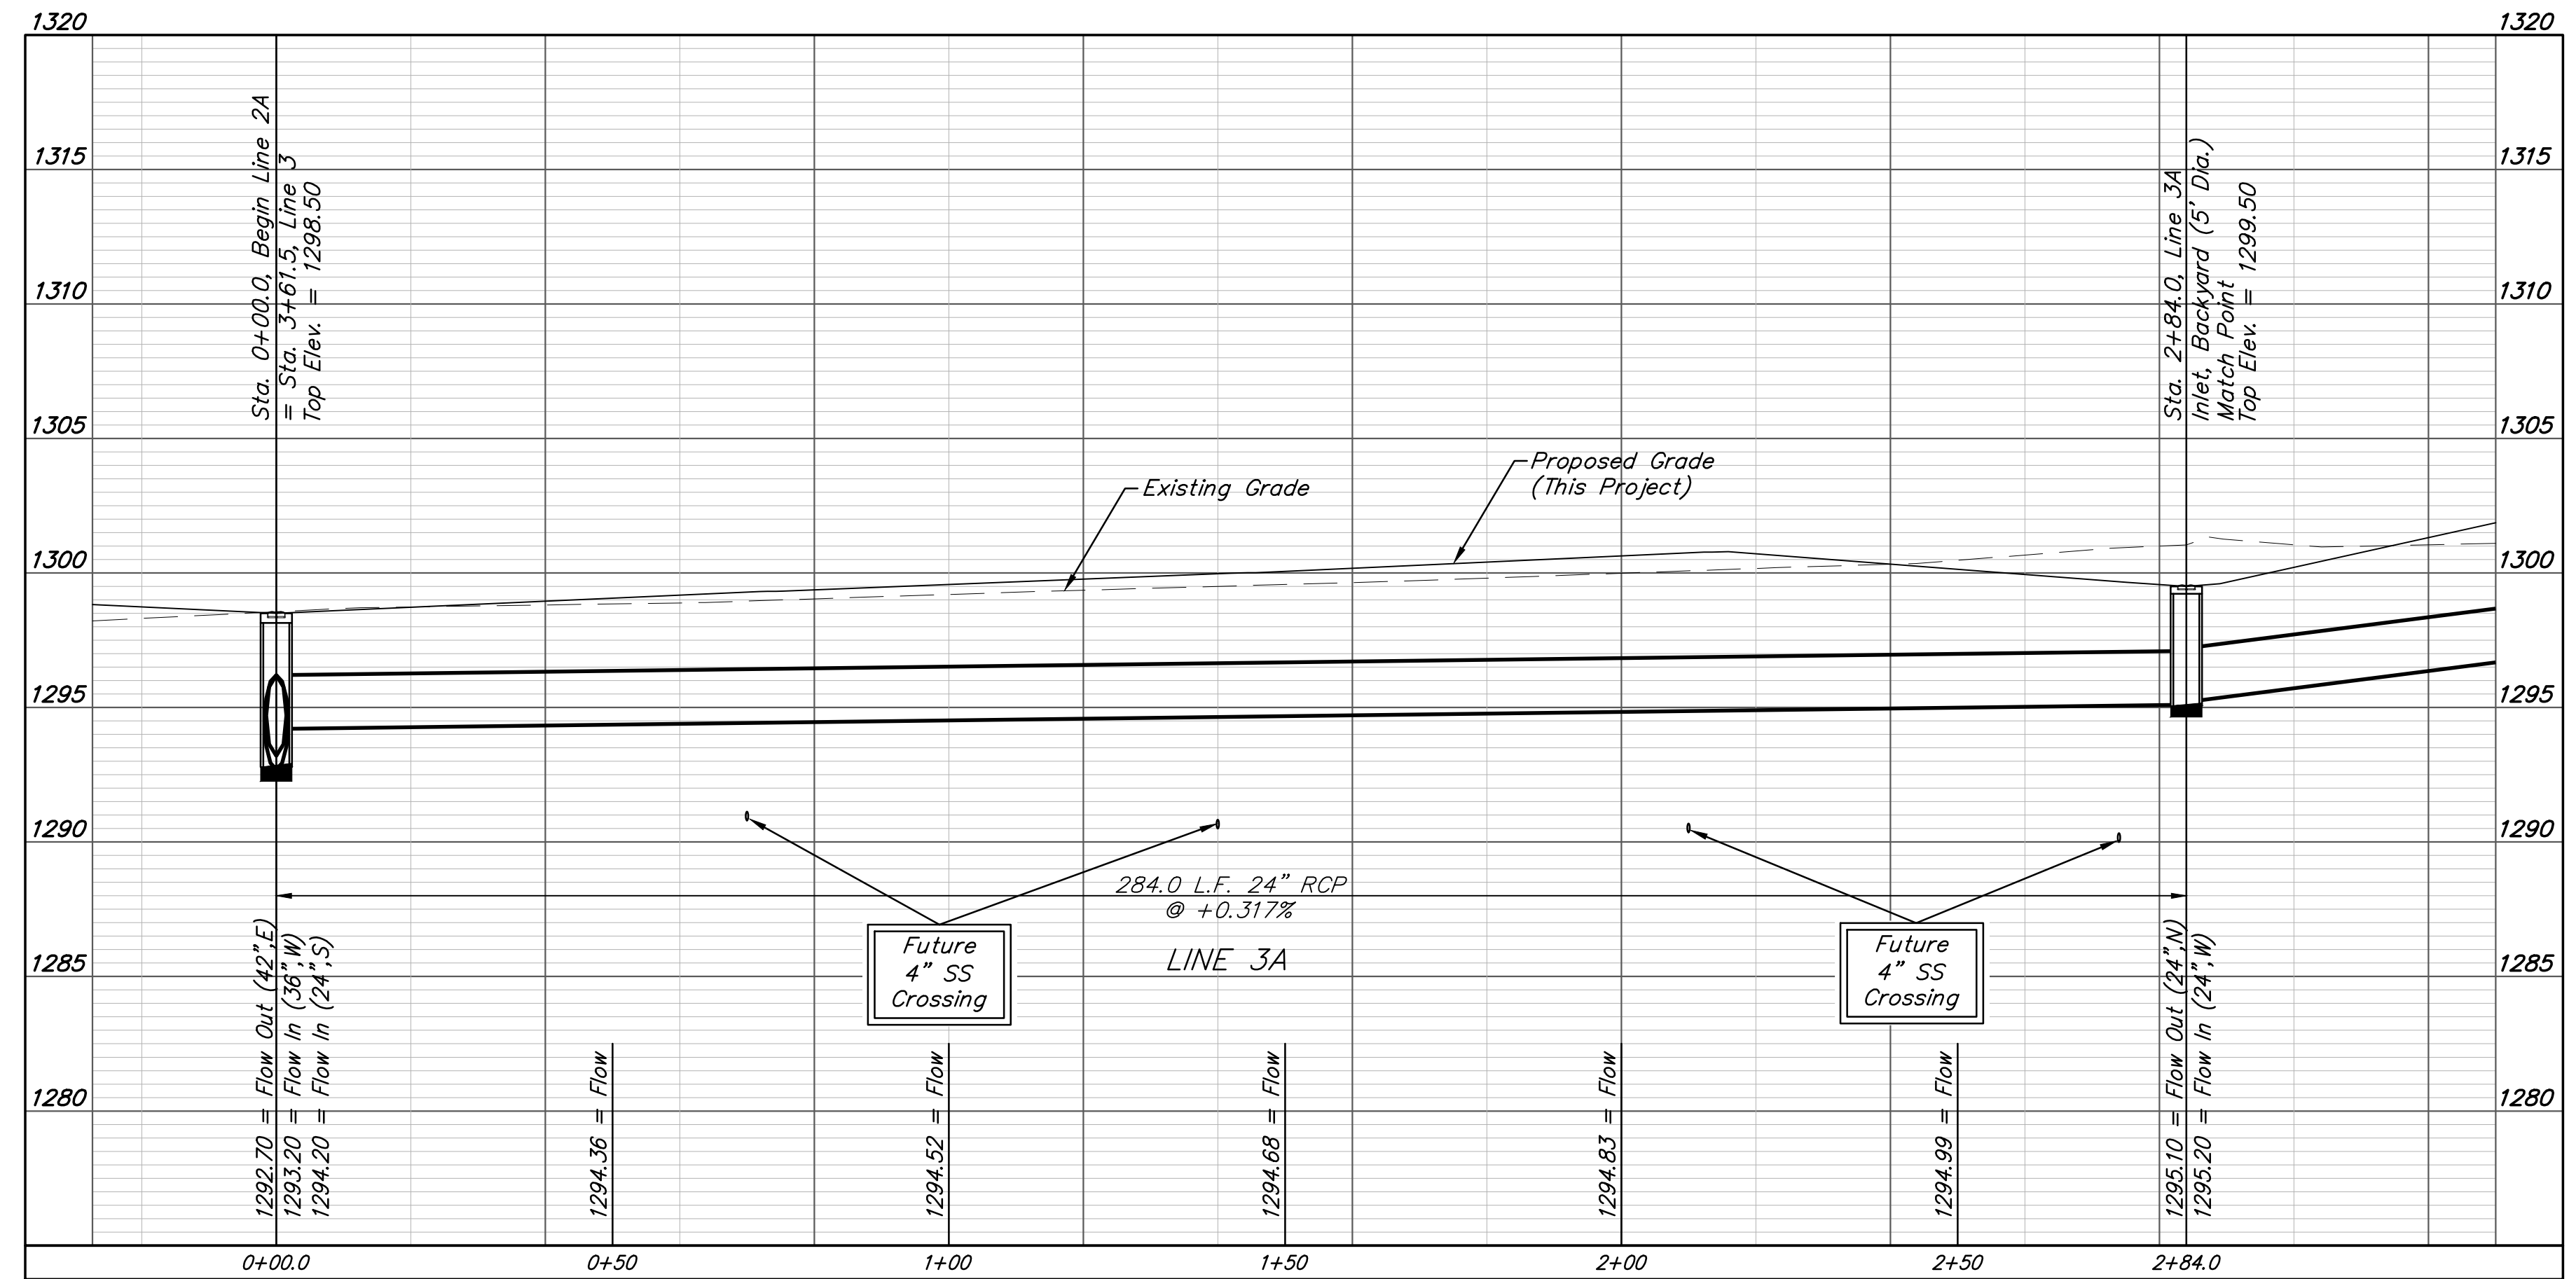 1320
1320
1315
1315
1310
1310
1305
1305
1300
1300
1295
1295
1290
1290
1285
1285
1280
1280
Sta. 0+00.0, Begin Line 2A
= Sta. 3+61.5, Line 3
Top Elev. = 1298.50
Sta. 2+84.0, Line 3A
Inlet, Backyard (5' Dia.)
Match Point
Top Elev. = 1299.50
Existing Grade
Proposed Grade
(This Project)
284.0 L.F. 24" RCP
@ +0.317%
LINE 3A
Future
4" SS
Crossing
Future
4" SS
Crossing
1292.70 = Flow Out (42",E)
1293.20 = Flow In (36",W)
1294.20 = Flow In (24",S)
1294.36 = Flow
1294.52 = Flow
1294.68 = Flow
1294.83 = Flow
1294.99 = Flow
1295.10 = Flow Out (24",N)
1295.20 = Flow In (24",W)
0+00.0
0+50
1+00
1+50
2+00
2+50
2+84.0